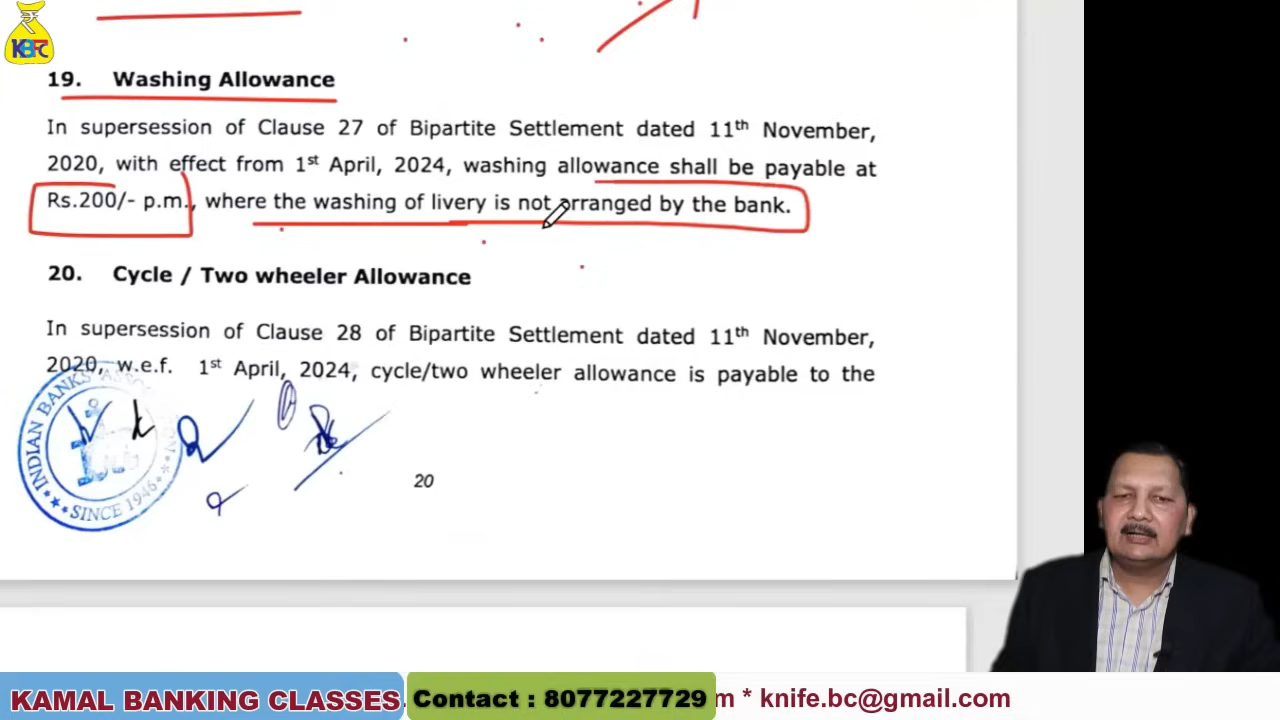 KBFC
19. Washing Allowance
In supersession of Clause 27 of Bipartite Settlement dated 11th November,
2020, with effect from 1st April, 2024, washing allowance shall be payable at
Rs.200/- p.m., where the washing of livery is not arranged by the bank.
20. Cycle / Two wheeler Allowance
In supersession of Clause 28 of Bipartite Settlement dated 11th November,
2020, w.e.f. 1st April, 2024, cycle/two wheeler allowance is payable to the
INDIAN BANKS'
SINCE 1946
20
KAMAL BANKING CLASSES
Contact : 8077227729
m * knife.bc@gmail.com